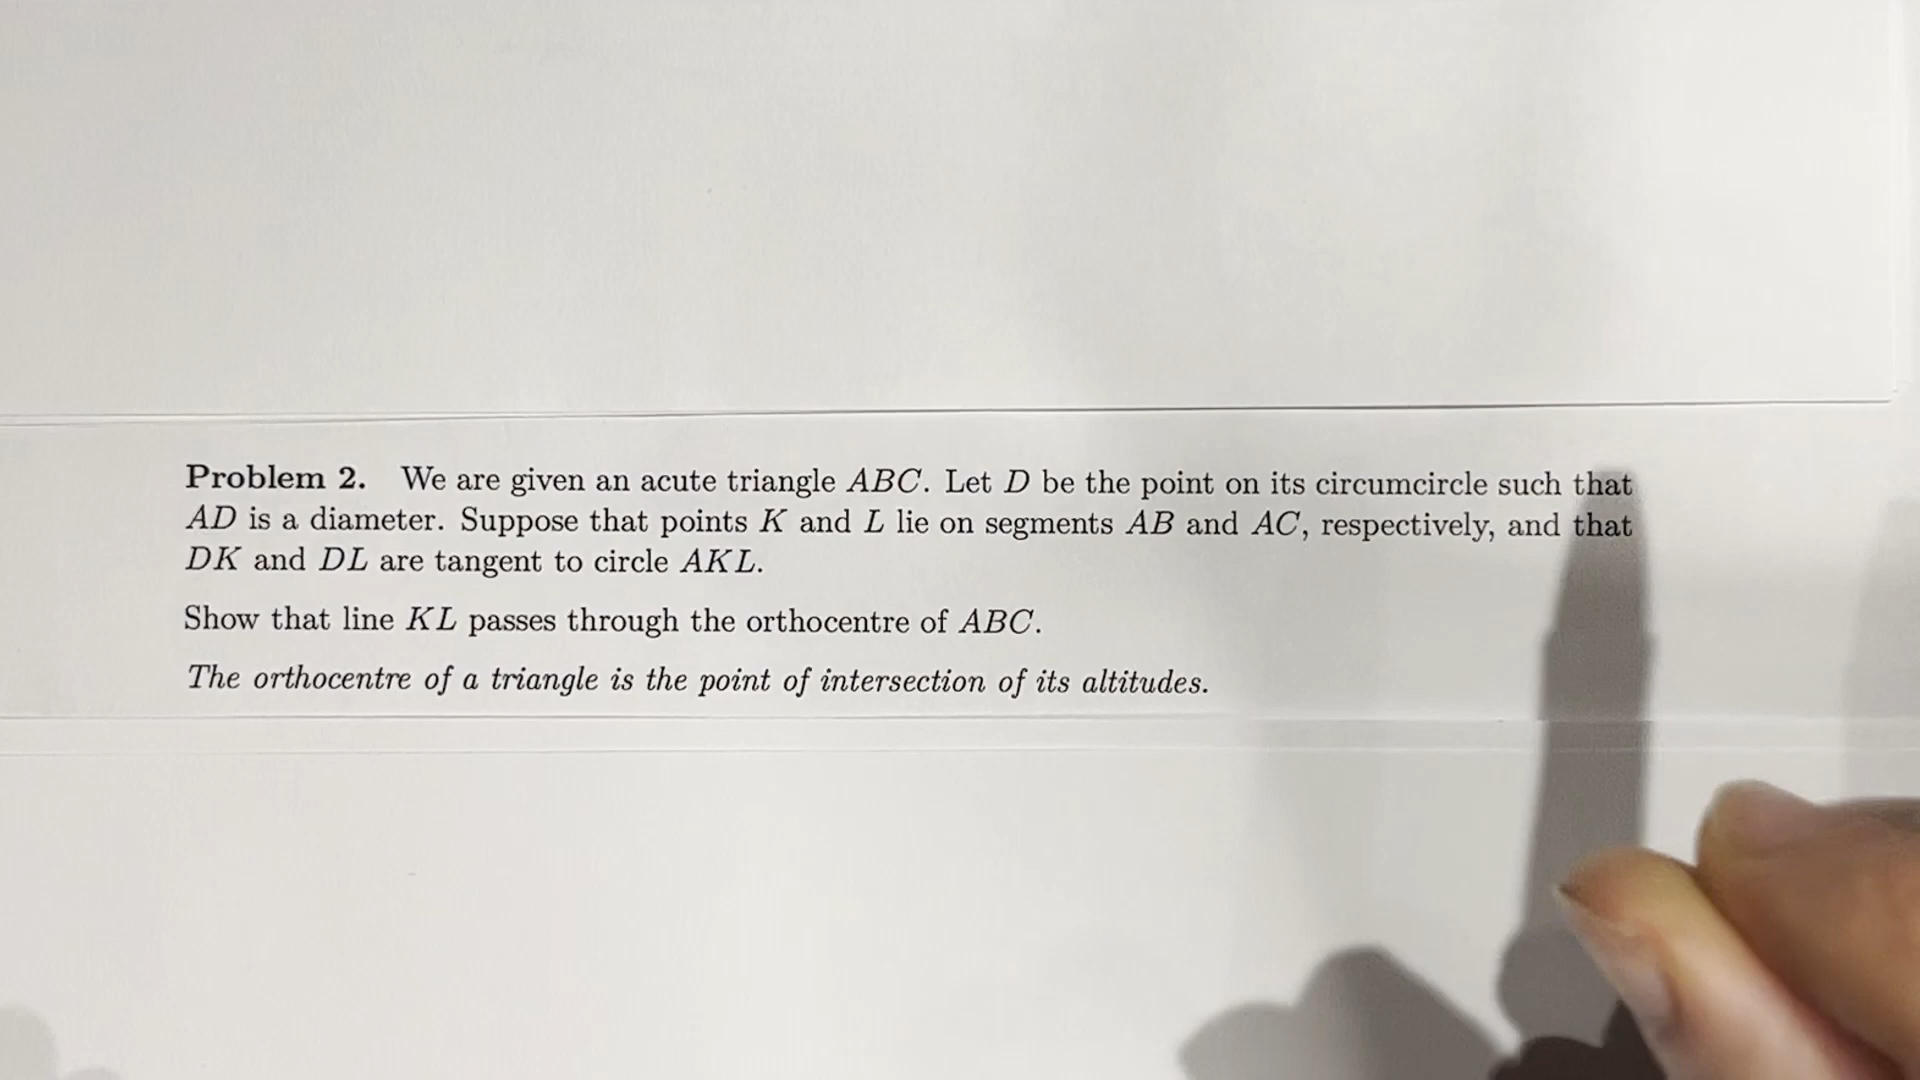 Problem 2. We are given an acute triangle ABC. Let D be the point on its circumcircle such that
AD is a diameter. Suppose that points K and L lie on segments AB and AC, respectively, and that
DK and DL are tangent to circle AKL.
Show that line KL passes through the orthocentre of ABC.
The orthocentre of a triangle is the point of intersection of its altitudes.